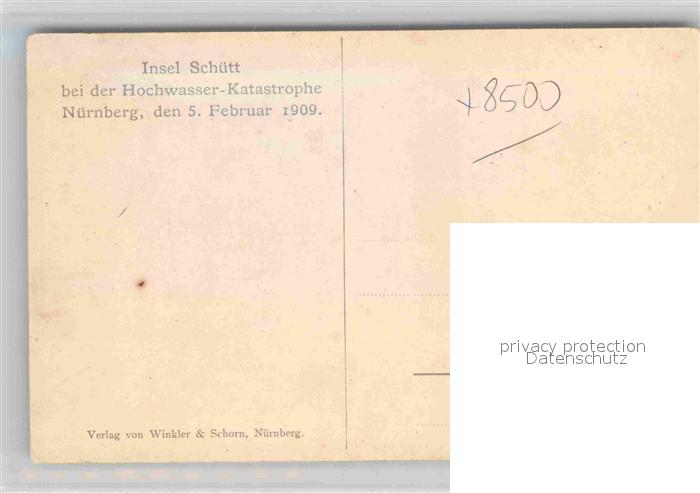 Insel Schütt
bei der Hochwasser-Katastrophe
Nürnberg, den 5. Februar 1909.
+8500
privacy protection
Datenschutz
Verlag von Winkler & Schorn, Nürnberg.